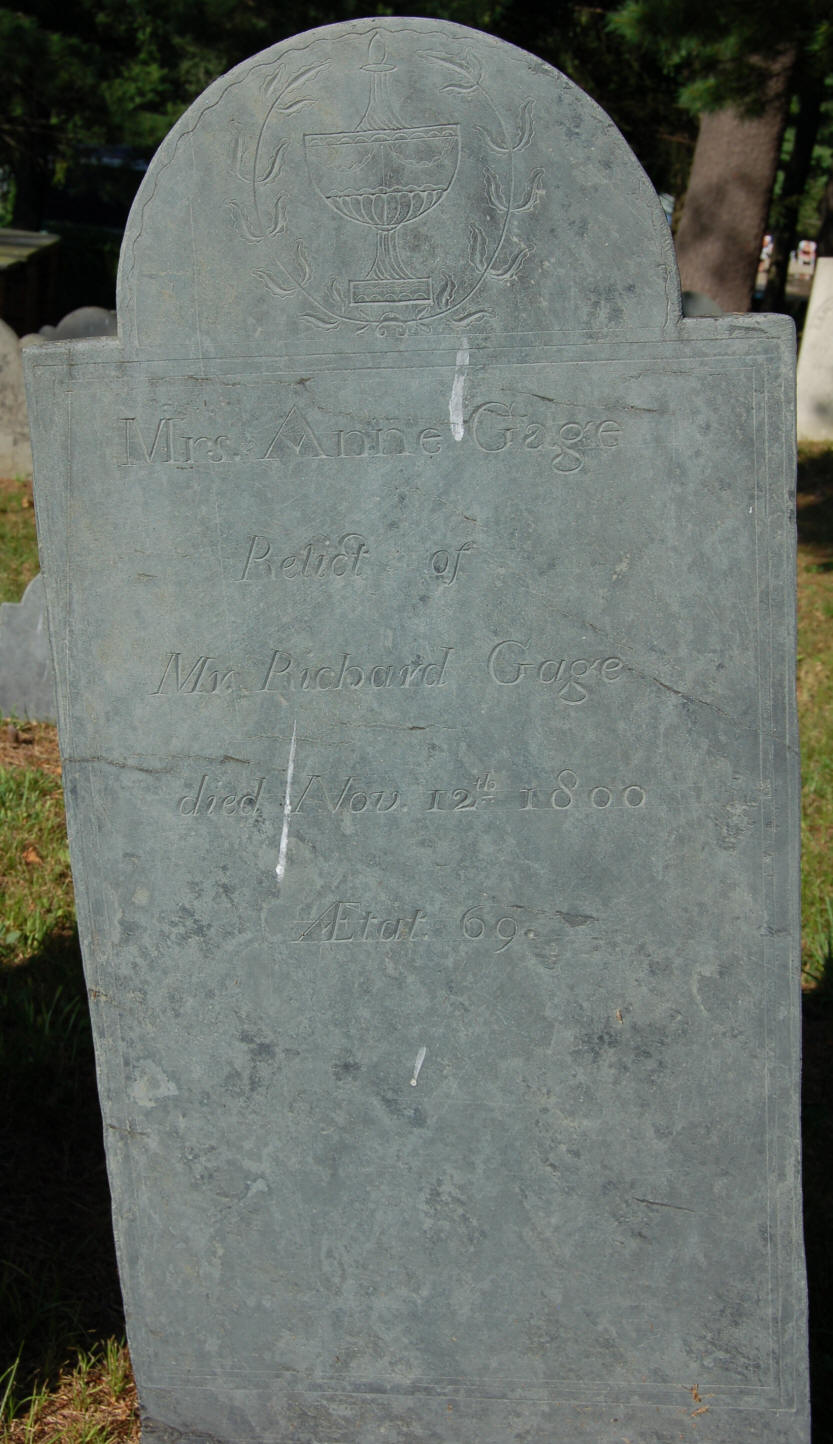 Mrs. Anne Gage
Relict of
Mr. Richard Gage
died Nov. 12th 1800
Ætat. 69.